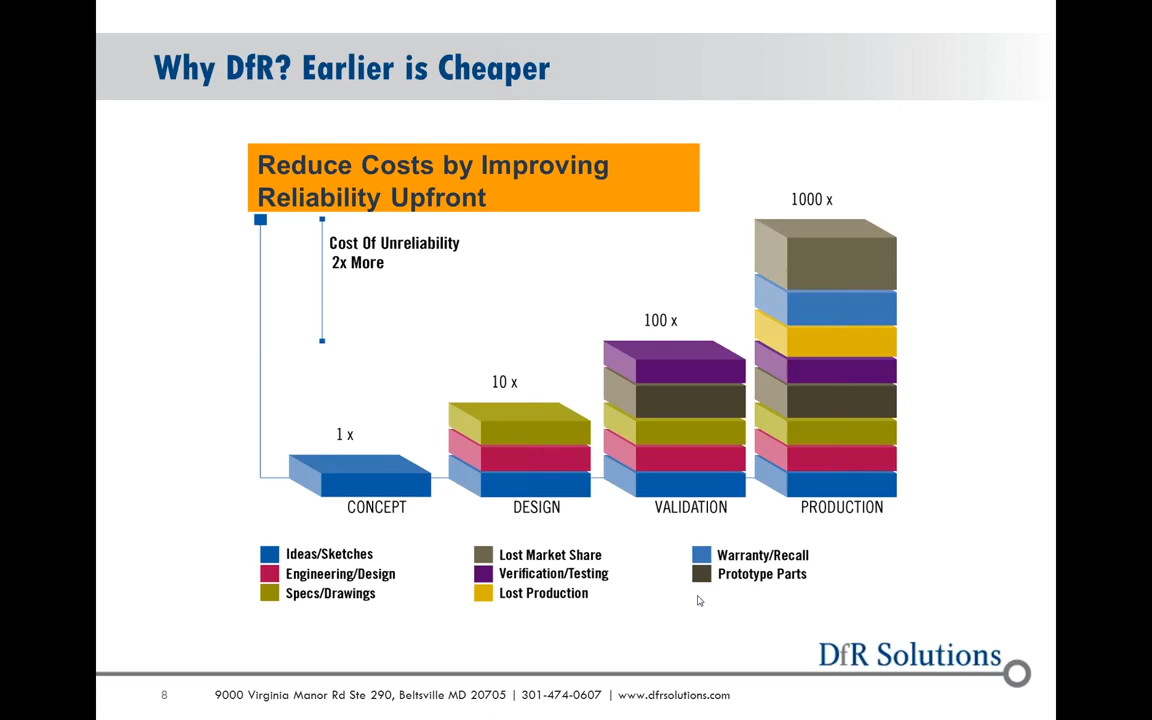 Why DfR? Earlier is Cheaper
Reduce Costs by Improving
Reliability Upfront
1000 x
Cost Of Unreliability
2x More
100 x
10 x
1 x
CONCEPT
DESIGN
VALIDATION
PRODUCTION
Ideas/Sketches
Engineering/Design
Specs/Drawings
Lost Market Share
Verification/Testing
Lost Production
Warranty/Recall
Prototype Parts
DfR Solutions
8
9000 Virginia Manor Rd Ste 290, Beltsville MD 20705 | 301-474-0607 | www.dfrsolutions.com